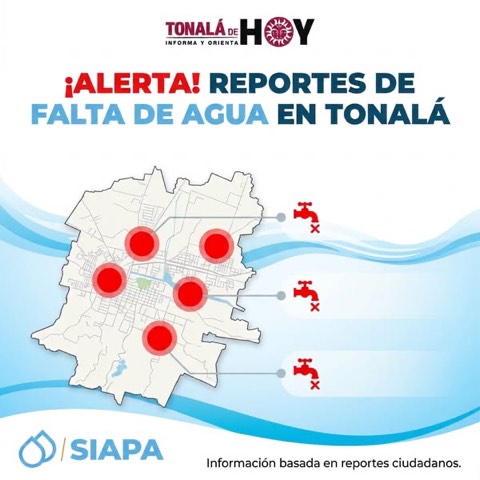 TONALÁ DE HOY
INFORMA Y ORIENTA
¡ALERTA! REPORTES DE
FALTA DE AGUA EN TONALÁ
SIAPA
Información basada en reportes ciudadanos.